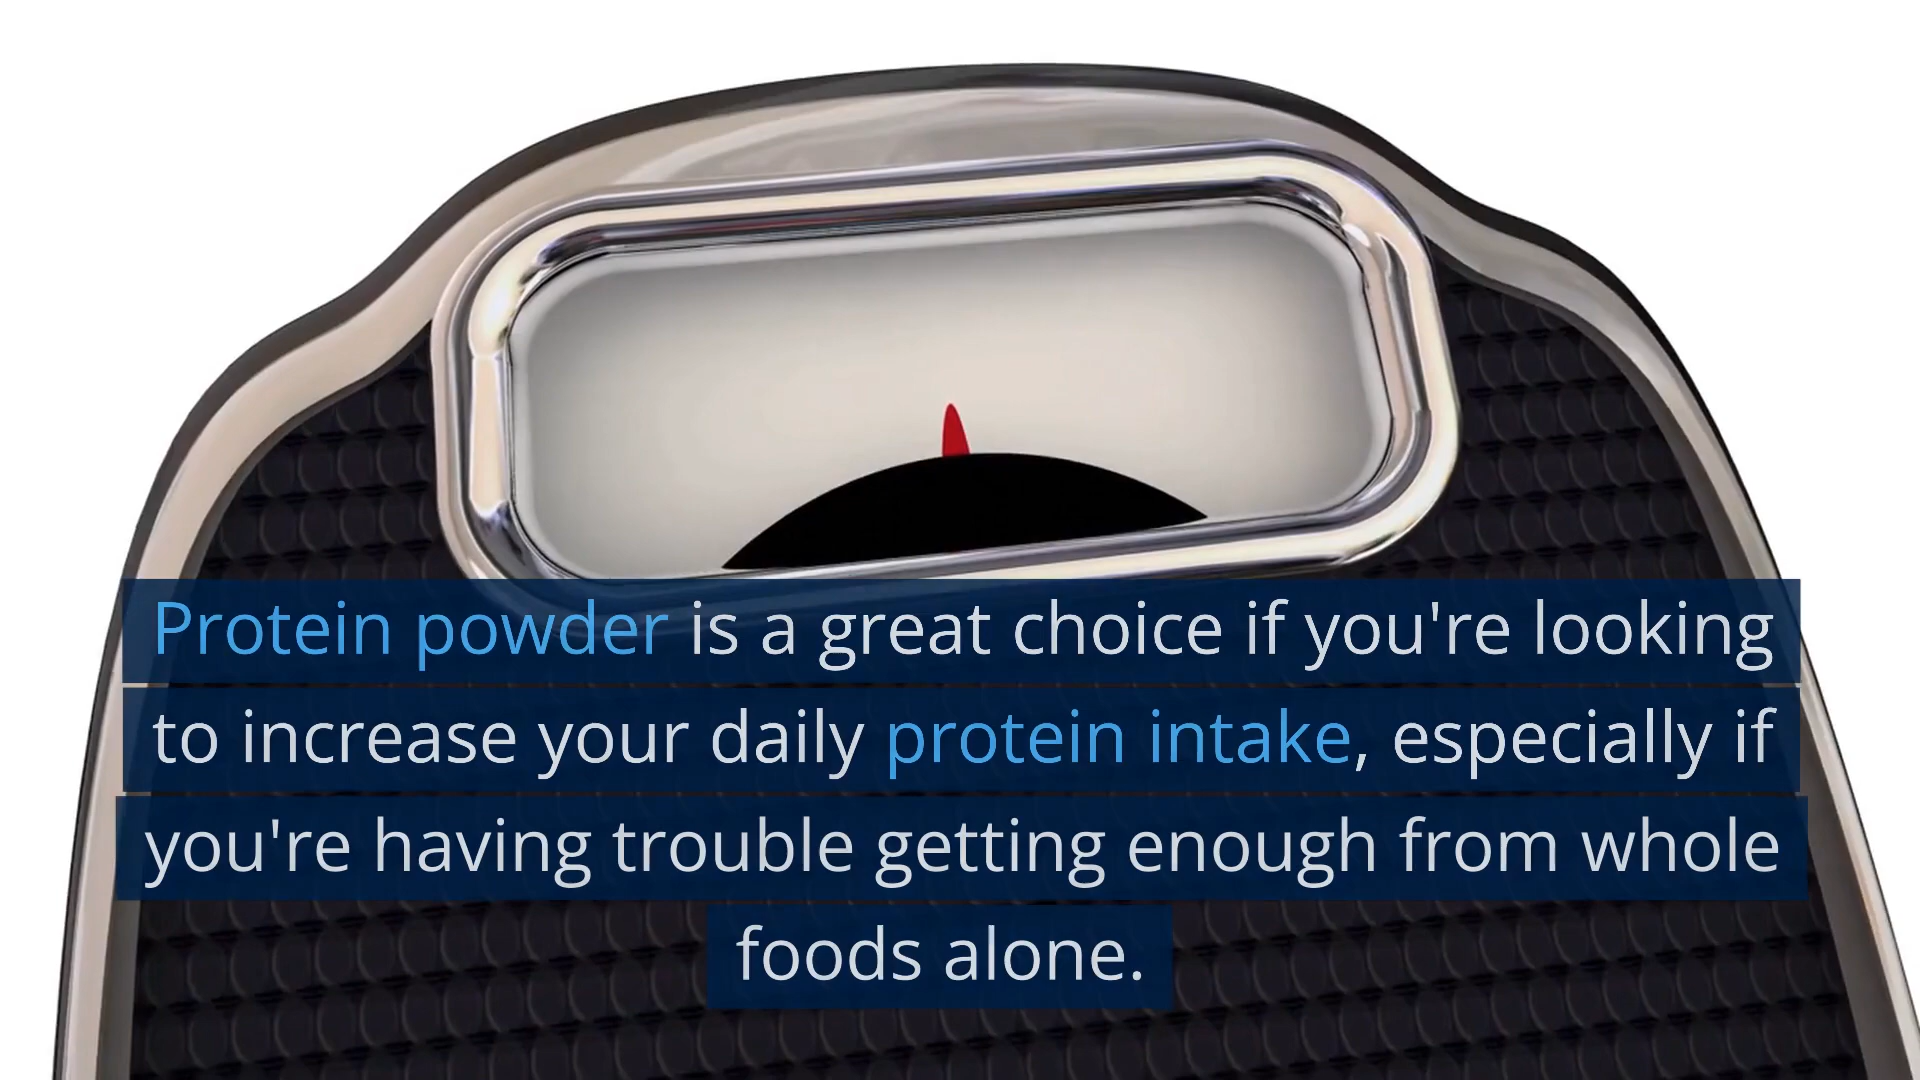 Protein powder is a great choice if you're looking
to increase your daily protein intake, especially if
you're having trouble getting enough from whole
foods alone.